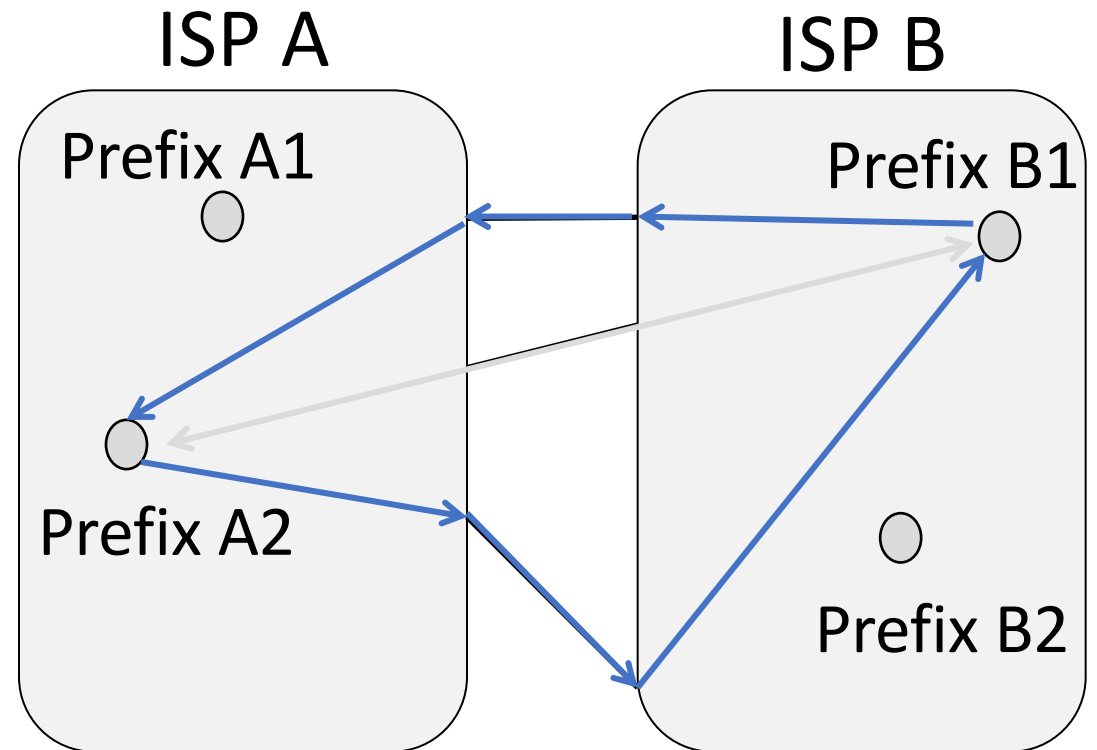 ISP A
ISP B
Prefix A1
Prefix B1
Prefix A2
Prefix B2